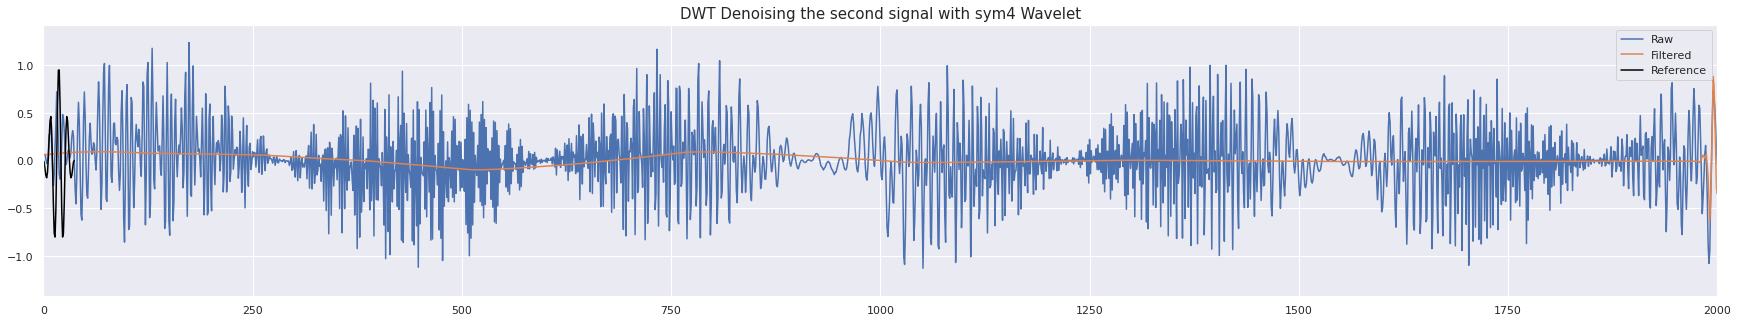 DWT Denoising the second signal with sym4 Wavelet
Raw
Filtered
Reference
1.0
0.5
0.0
−0.5
−1.0
0 250 500 750 1000 1250 1500 1750 2000